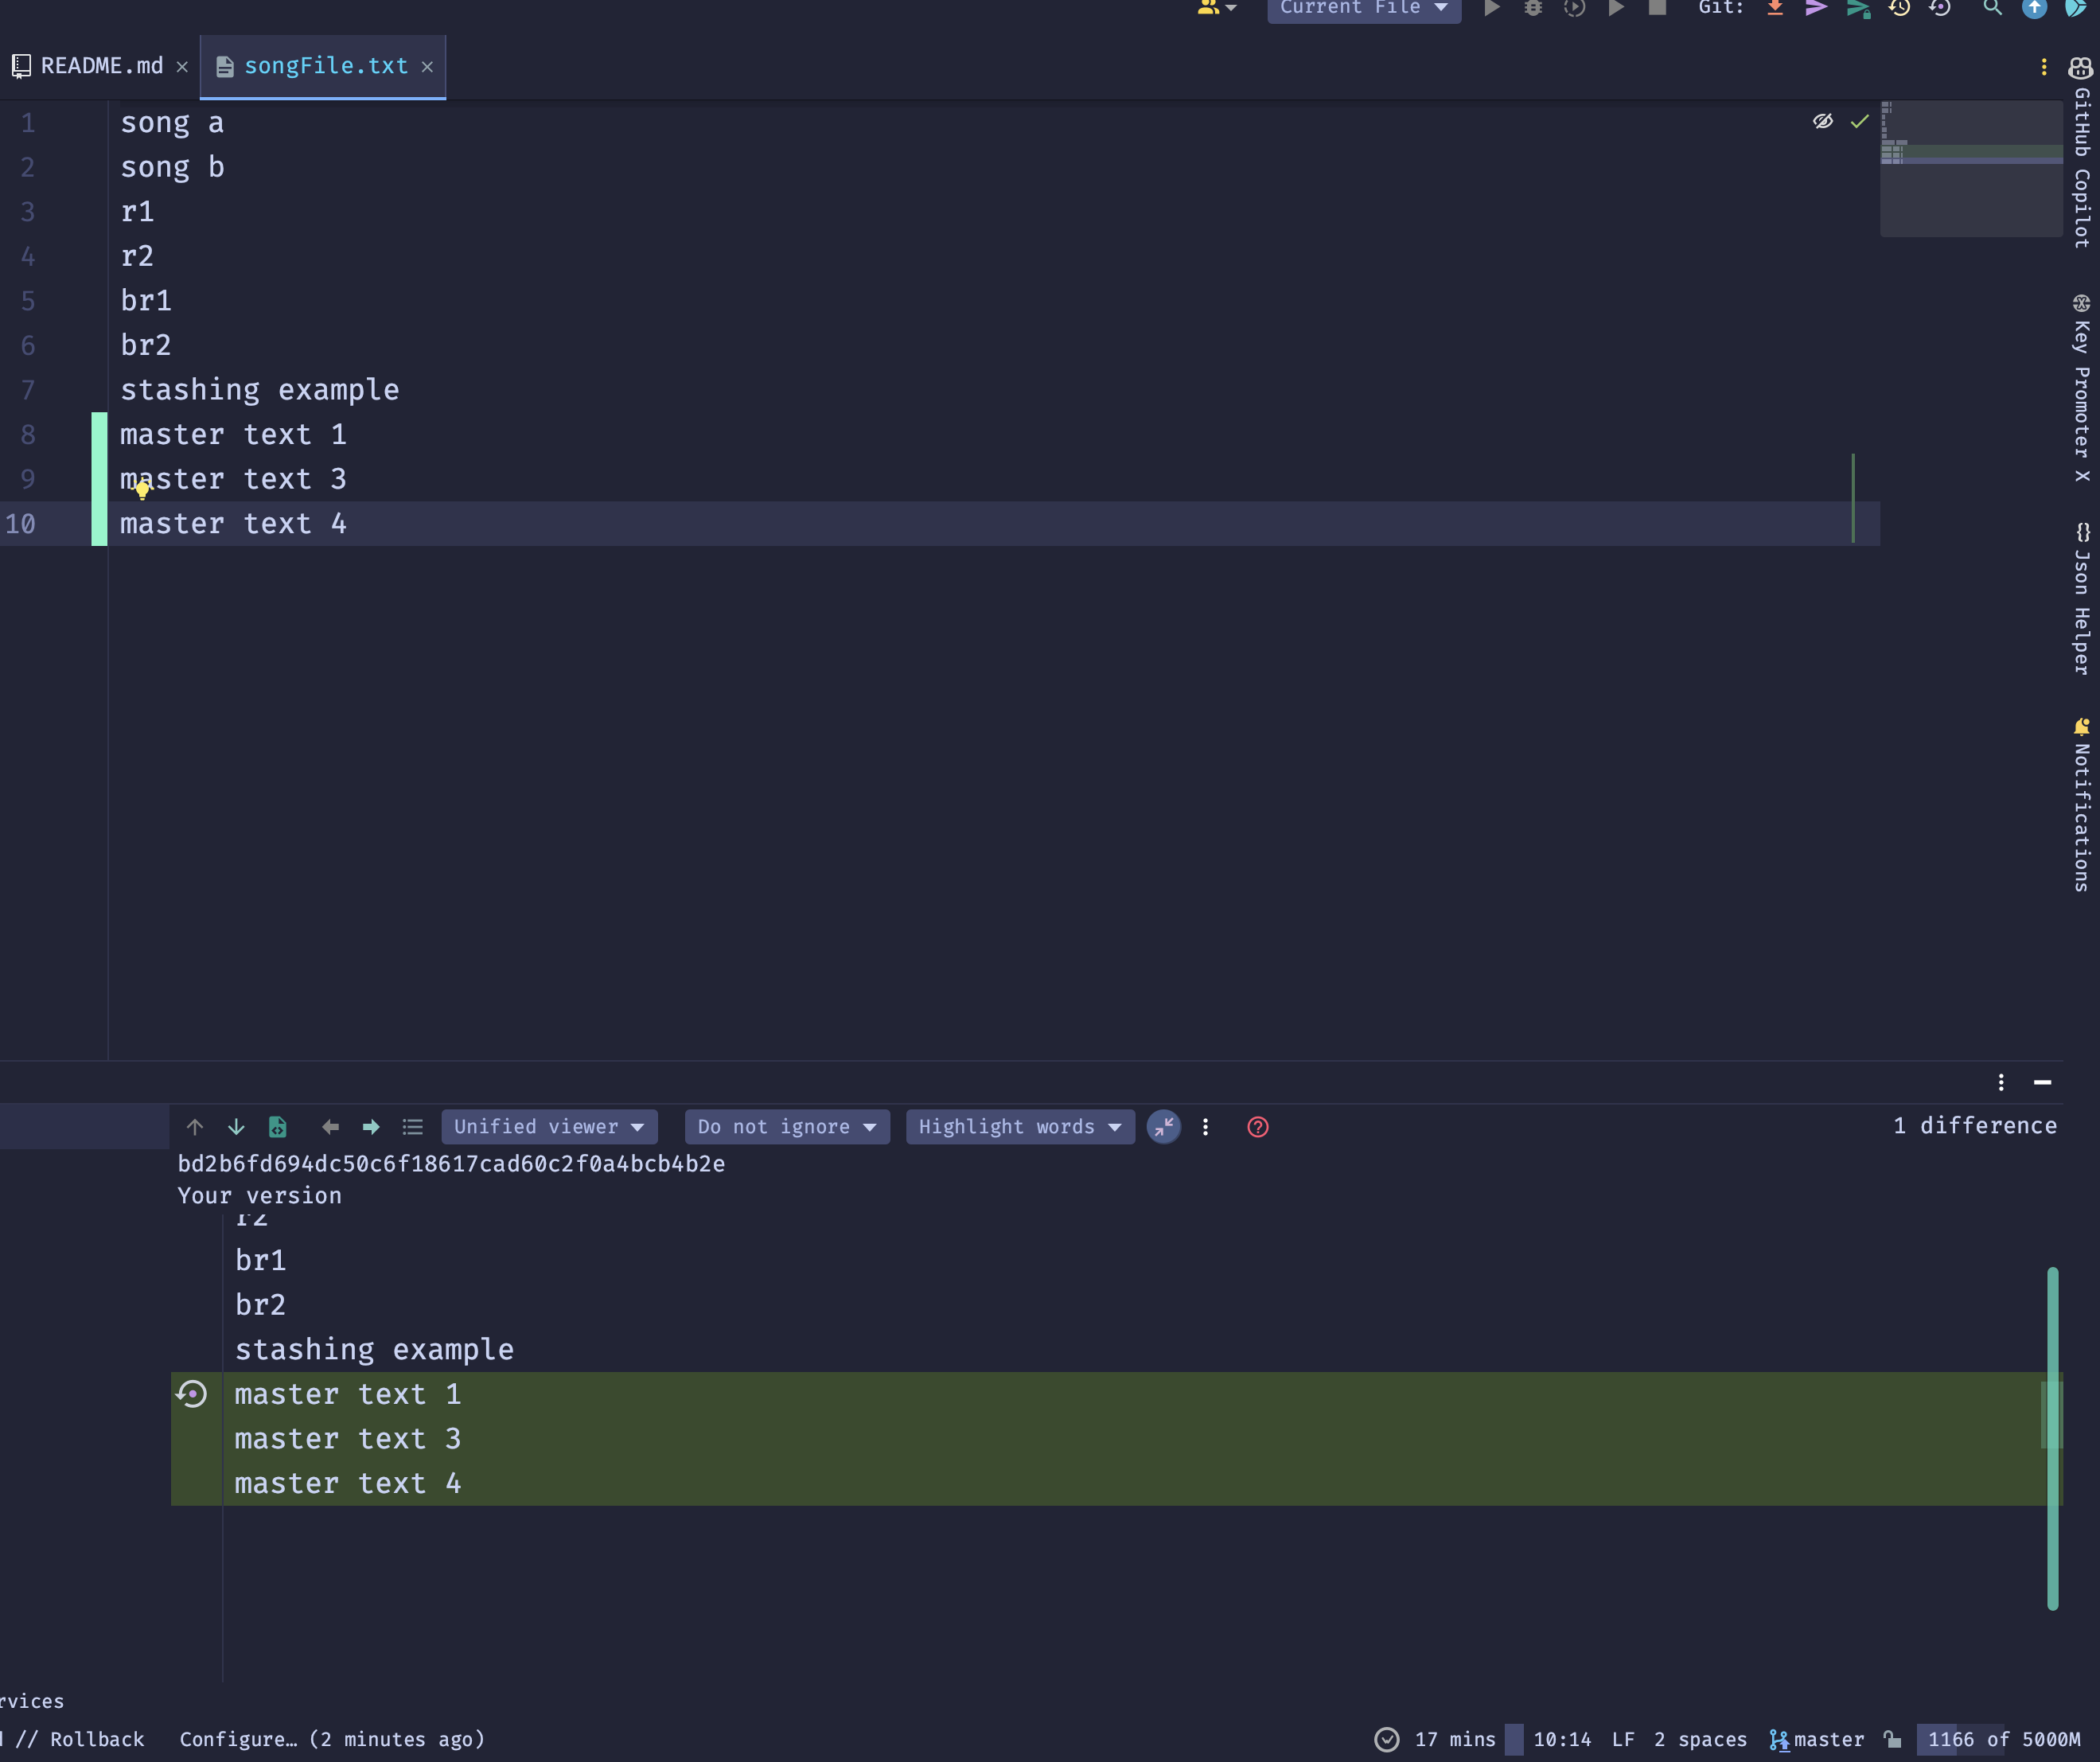 Current File
Git:
README.md
songFile.txt
1 song a
2 song b
3 r1
4 r2
5 br1
6 br2
7 stashing example
8 master text 1
9 master text 3
10 master text 4
GitHub Copilot
Key Promoter X
{} Json Helper
Notifications
Unified viewer
Do not ignore
Highlight words
1 difference
bd2b6fd694dc50c6f18617cad60c2f0a4bcb4b2e
Your version
r2
br1
br2
stashing example
master text 1
master text 3
master text 4
rvices
// Rollback Configure… (2 minutes ago)
17 mins 10:14 LF 2 spaces master 1166 of 5000M